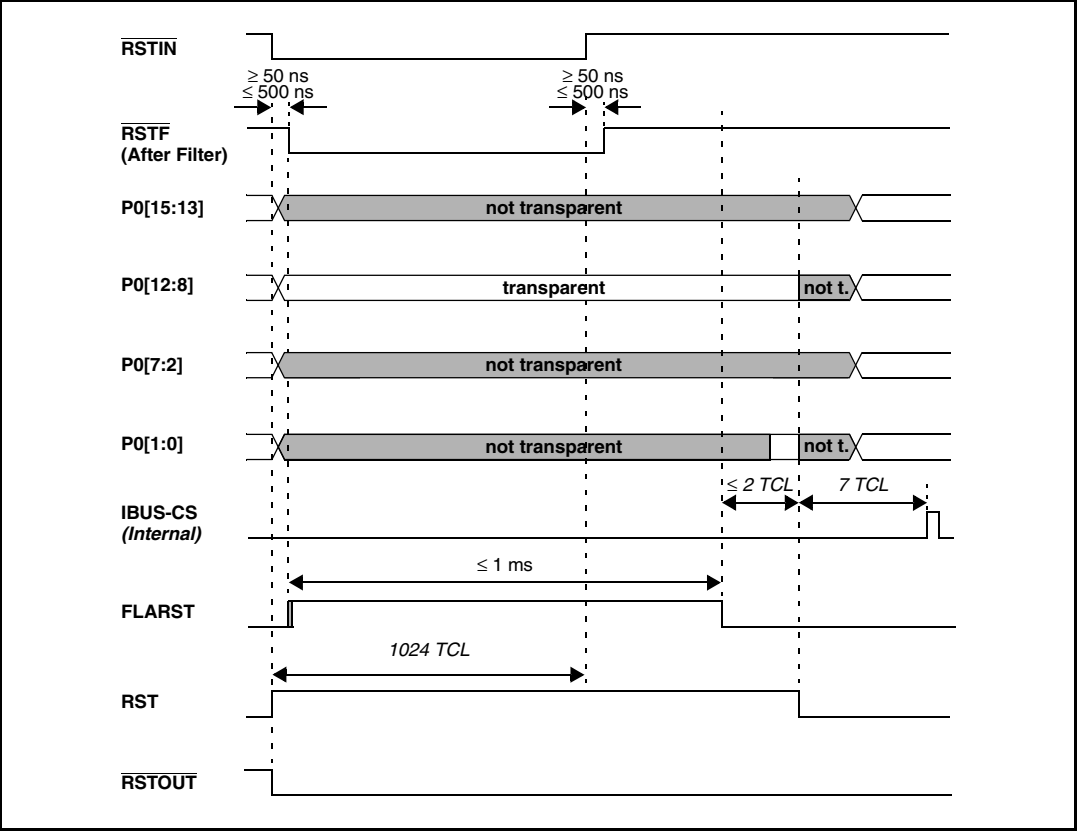 RSTIN
≥ 50 ns ≥ 50 ns
≤ 500 ns ≤ 500 ns
RSTF
(After Filter)
P0[15:13] not transparent
P0[12:8] transparent not t.
P0[7:2] not transparent
P0[1:0] not transparent not t.
≤ 2 TCL 7 TCL
IBUS-CS
(Internal)
≤ 1 ms
FLARST
1024 TCL
RST
RSTOUT